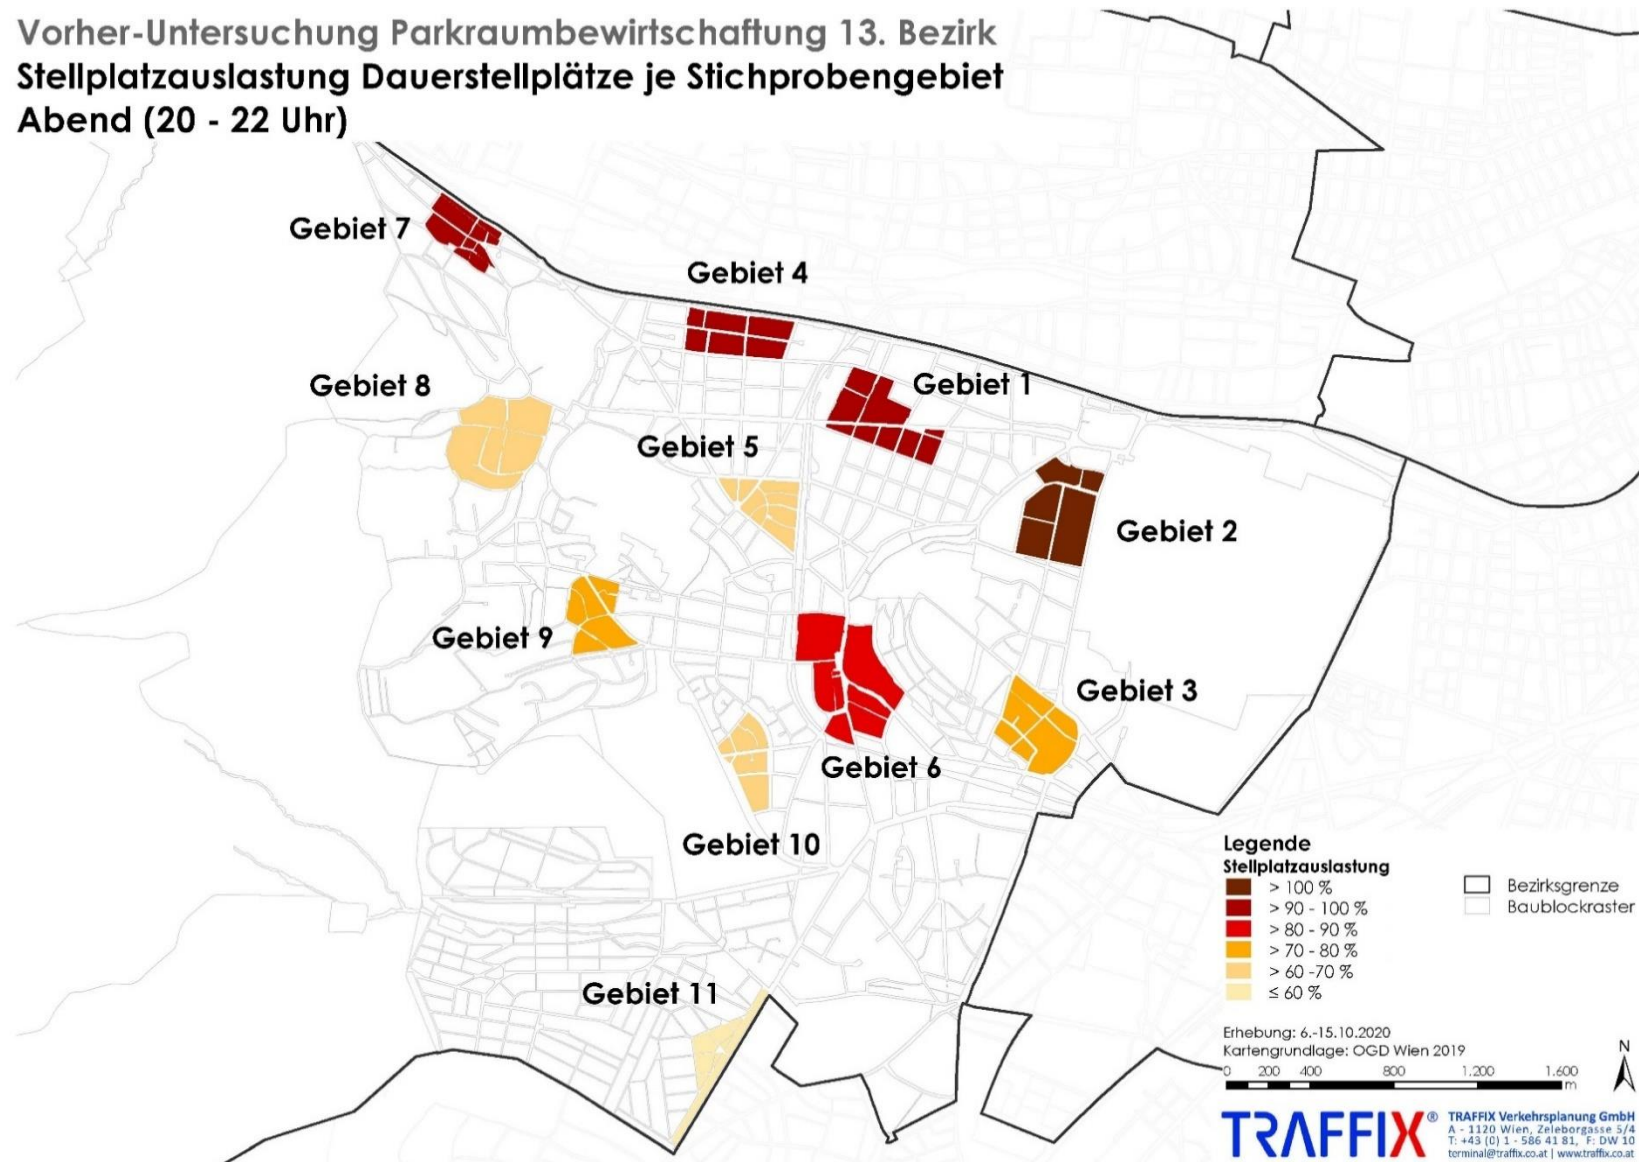 Vorher-Untersuchung Parkraumbewirtschaftung 13. Bezirk
Stellplatzauslastung Dauerstellplätze je Stichprobengebiet
Abend (20 - 22 Uhr)
Gebiet 7
Gebiet 4
Gebiet 8
Gebiet 1
Gebiet 5
Gebiet 2
Gebiet 9
Gebiet 3
Gebiet 6
Gebiet 10
Gebiet 11
Legende
Stellplatzauslastung
> 100 %
> 90 - 100 %
> 80 - 90 %
> 70 - 80 %
> 60 -70 %
≤ 60 %
Bezirksgrenze
Baublockraster
Erhebung: 6.-15.10.2020
Kartengrundlage: OGD Wien 2019
N
0 200 400 800 1.200 1.600
m
TRAFFIX®
TRAFFIX Verkehrsplanung GmbH
A - 1120 Wien, Zeleborgasse 5/4
T: +43 (0) 1 - 586 41 81, F: DW 10
terminal@traffix.co.at | www.traffix.co.at